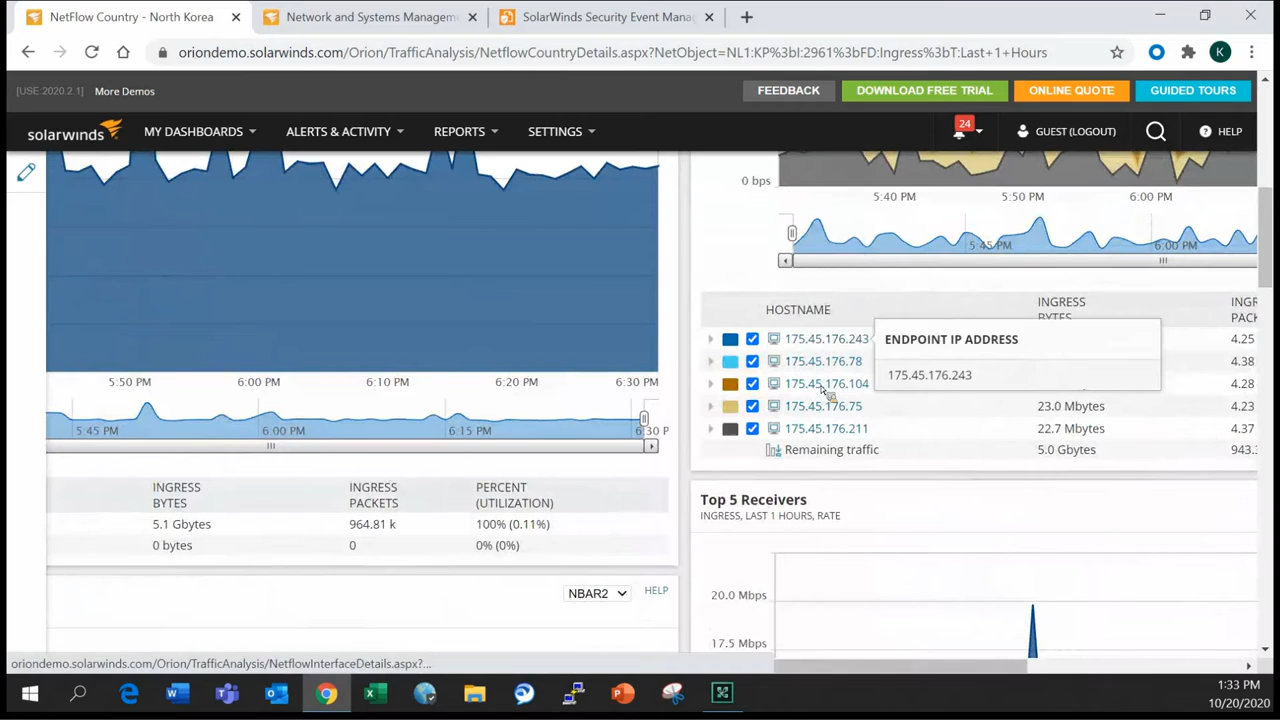 NetFlow Country - North Korea
Network and Systems Managem
SolarWinds Security Event Mana
oriondemo.solarwinds.com/Orion/TrafficAnalysis/NetflowCountryDetails.aspx?NetObject=NL1:KP%3bI:2961%3bFD:Ingress%3bT:Last+1+Hours
K
[USE.2020.2.1] More Demos
FEEDBACK
DOWNLOAD FREE TRIAL
ONLINE QUOTE
GUIDED TOURS
solarwinds
MY DASHBOARDS
ALERTS & ACTIVITY
REPORTS
SETTINGS
24
GUEST (LOGOUT)
? HELP
5:50 PM 6:00 PM 6:10 PM 6:20 PM 6:30 PM
5:45 PM 6:00 PM 6:15 PM 6:30 P
INGRESS BYTES
INGRESS PACKETS
PERCENT (UTILIZATION)
5.1 Gbytes 964.81 k 100% (0.11%)
0 bytes 0 0% (0%)
NBAR2
HELP
0 bps
5:40 PM 5:50 PM 6:00 PM
5:45 PM 6:00 PM
HOSTNAME
INGRESS BYTES
INGR PACK
175.45.176.243 4.25
175.45.176.78 4.38
175.45.176.104 4.28
175.45.176.75 23.0 Mbytes 4.23
175.45.176.211 22.7 Mbytes 4.37
Remaining traffic 5.0 Gbytes 943.
ENDPOINT IP ADDRESS
175.45.176.243
Top 5 Receivers
INGRESS, LAST 1 HOURS, RATE
20.0 Mbps
17.5 Mbps
oriondemo.solarwinds.com/Orion/TrafficAnalysis/NetflowInterfaceDetails.aspx?...
1:33 PM
10/20/2020